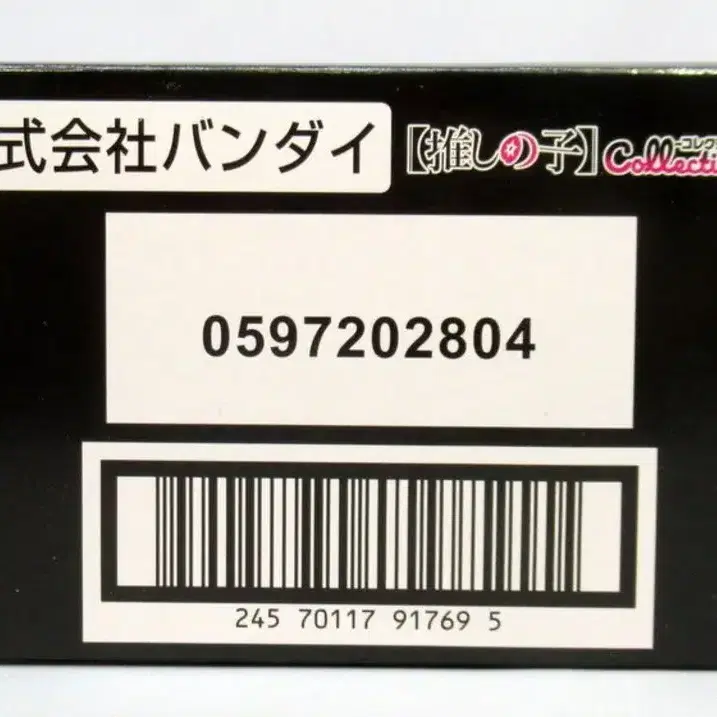 式会社バンダイ
【推しの子】
コレク
Collecti
0597202804
245 70117 91769 5